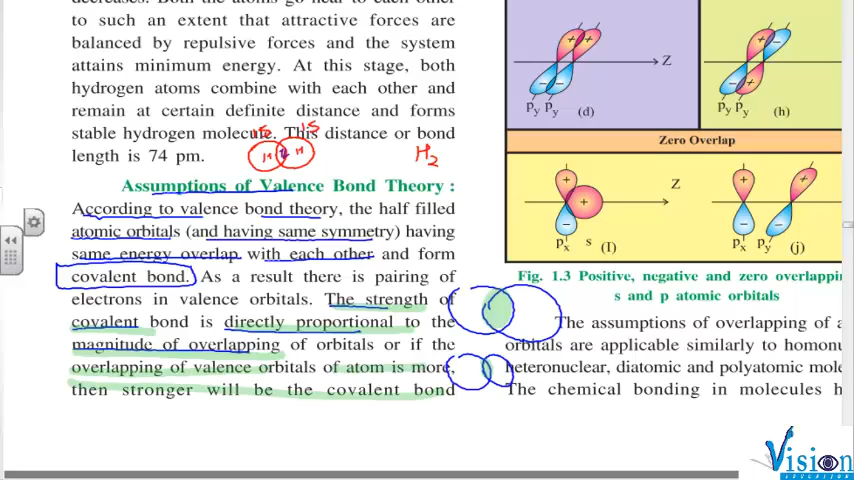 decreases. Both the atoms go near to each other
to such an extent that attractive forces are
balanced by repulsive forces and the system
attains minimum energy. At this stage, both
hydrogen atoms combine with each other and
remain at certain definite distance and forms
stable hydrogen molecule. This distance or bond
length is 74 pm.
1S 1S
H H
H2
Assumptions of Valence Bond Theory :
According to valence bond theory, the half filled
atomic orbitals (and having same symmetry) having
same energy overlap with each other and form
covalent bond. As a result there is pairing of
electrons in valence orbitals. The strength of
covalent bond is directly proportional to the
magnitude of overlapping of orbitals or if the
overlapping of valence orbitals of atom is more,
then stronger will be the covalent bond
+ +
− −
Z
py py (d)
+ −
− +
py py (h)
Zero Overlap
+
+
−
Z
px s (I)
+ +
− −
px py (j)
Fig. 1.3 Positive, negative and zero overlappin
s and p atomic orbitals
The assumptions of overlapping of a
orbitals are applicable similarly to homonu
heteronuclear, diatomic and polyatomic mole
The chemical bonding in molecules h
Vision
EDUCATION